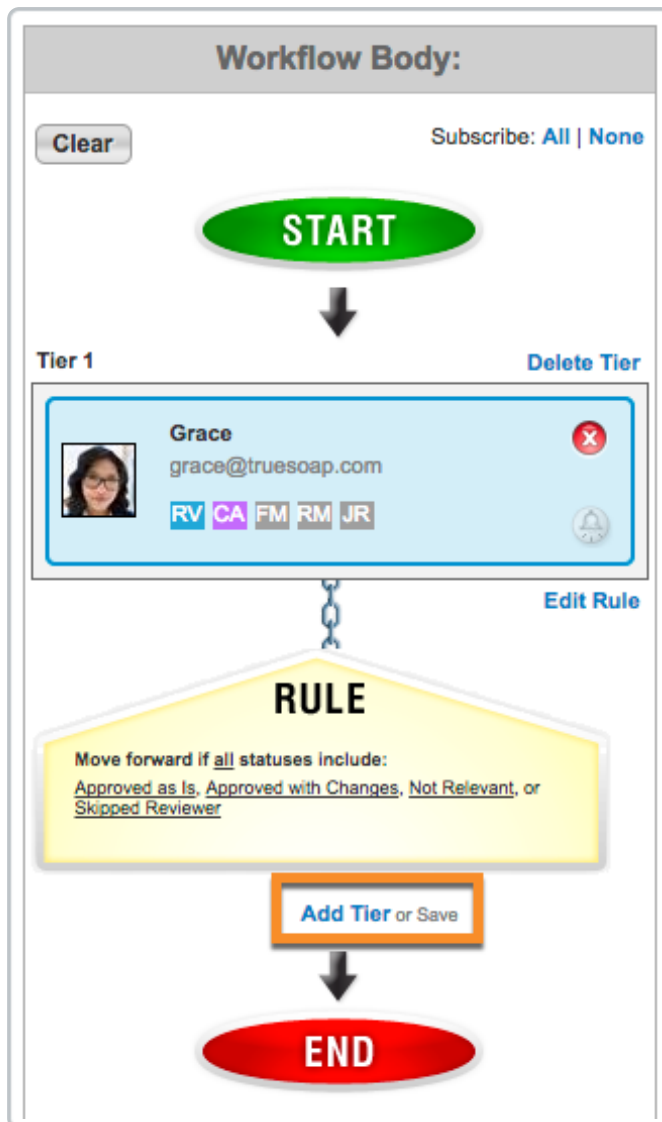 Workflow Body:
Clear
Subscribe: All | None
START
Tier 1
Delete Tier
Grace
grace@truesoap.com
RV CA FM RM JR
Edit Rule
RULE
Move forward if all statuses include:
Approved as Is, Approved with Changes, Not Relevant, or
Skipped Reviewer
Add Tier or Save
END